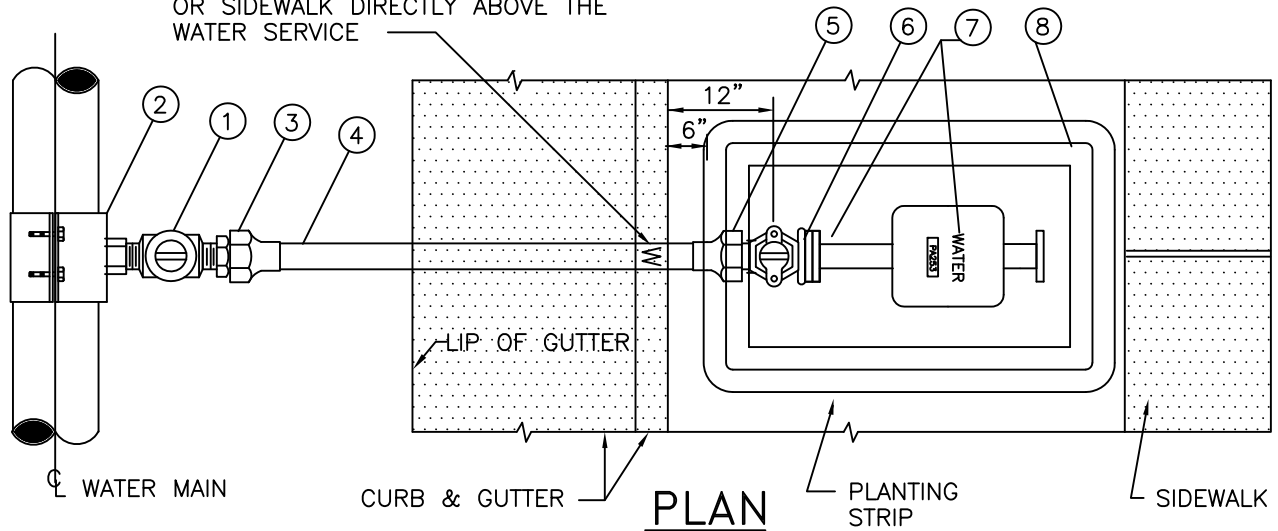 OR SIDEWALK DIRECTLY ABOVE THE
WATER SERVICE
5
6
7
8
12"
6"
2
1
3
4
W
WATER
PA253
LIP OF GUTTER
℄ WATER MAIN
CURB & GUTTER
PLAN
PLANTING
STRIP
SIDEWALK